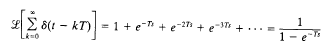 ℒ[∑_{k=0}^{∞} δ(t − kT)] = 1 + e^{−Ts} + e^{−2Ts} + e^{−3Ts} + ··· = 1/(1 − e^{−Ts})